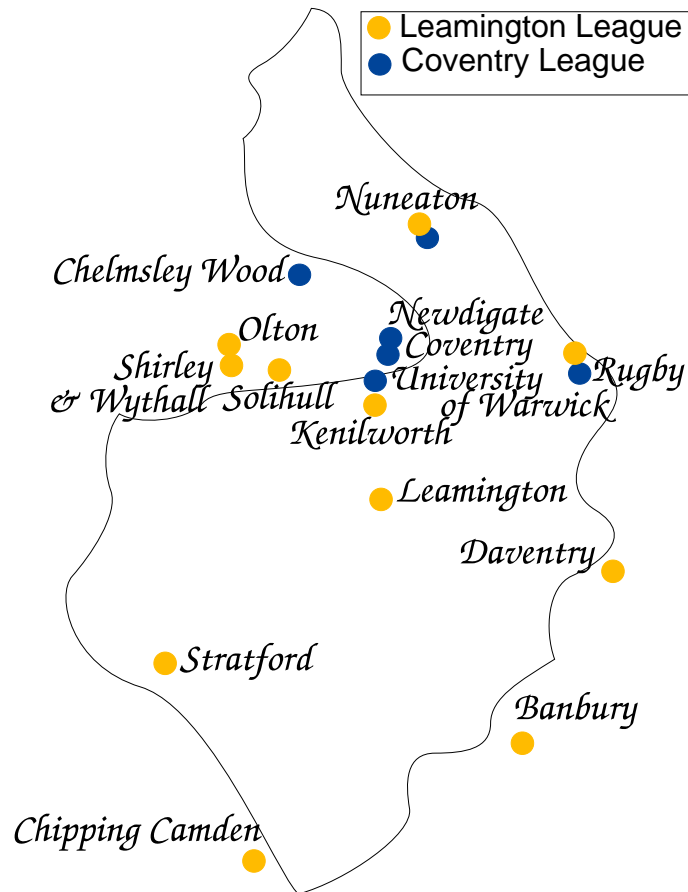 Leamington League
Coventry League
Nuneaton
Chelmsley Wood
Newdigate
Olton
Coventry
Shirley
& Wythall
Solihull
University
of Warwick
Rugby
Kenilworth
Leamington
Daventry
Stratford
Banbury
Chipping Camden